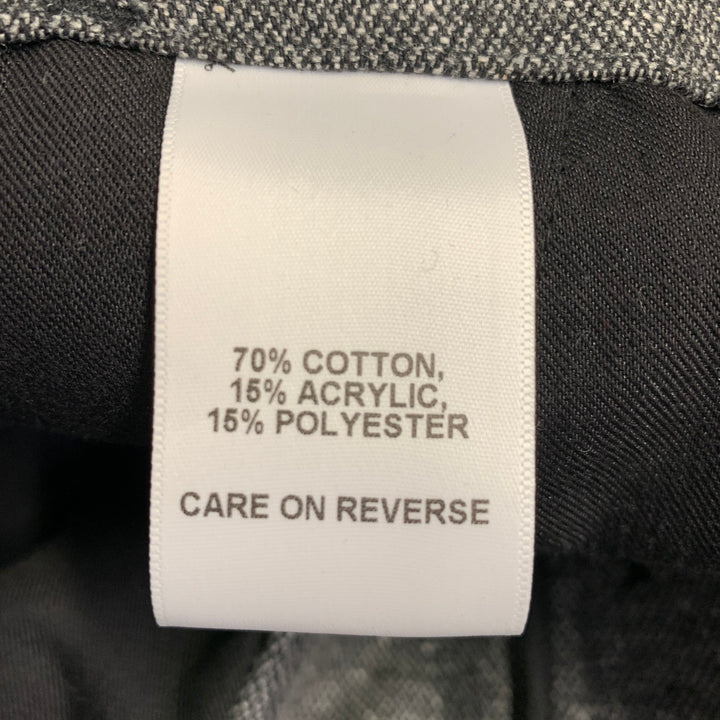 70% COTTON,
15% ACRYLIC,
15% POLYESTER
CARE ON REVERSE